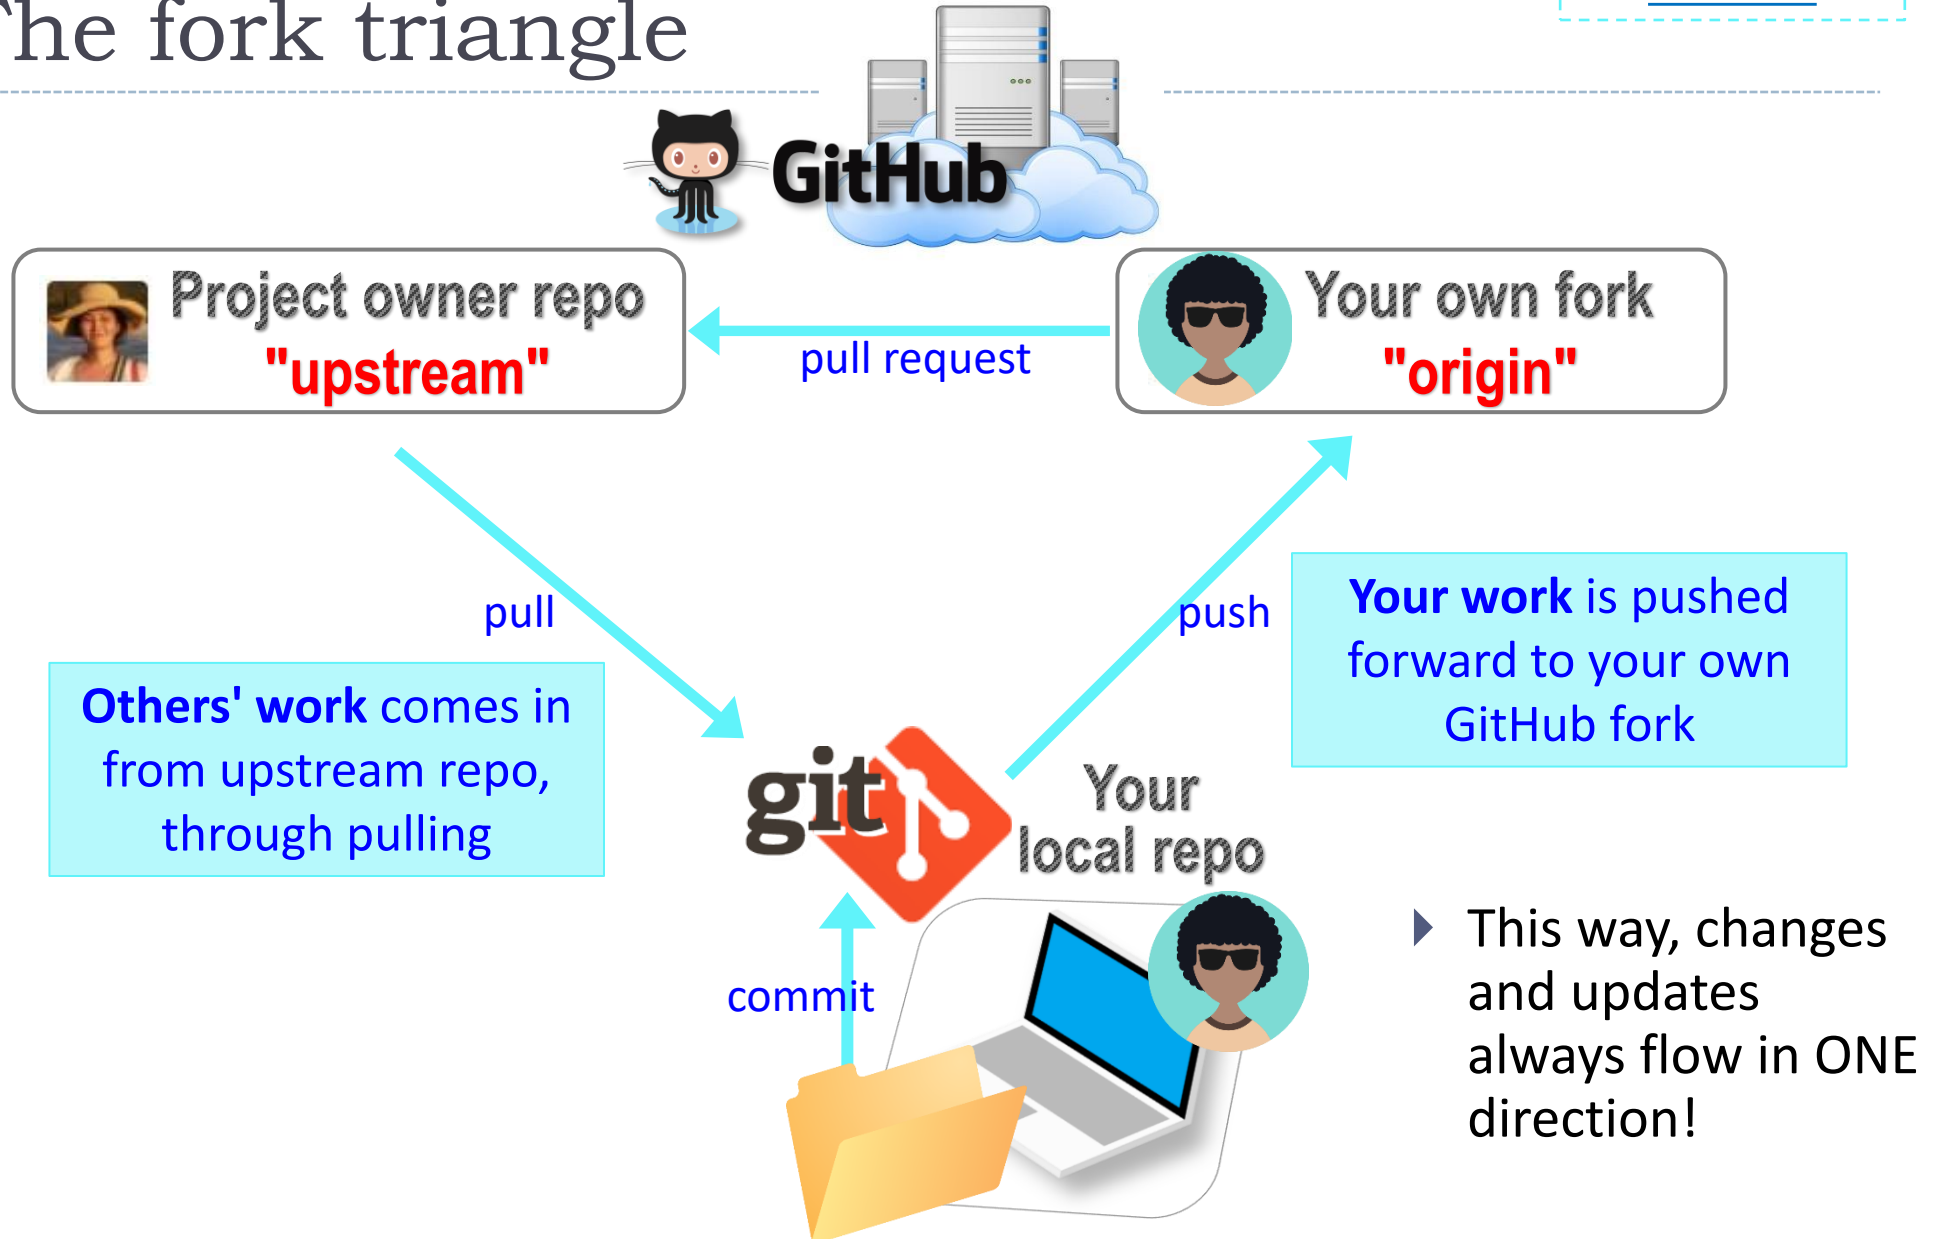 The fork triangle
GitHub
Project owner repo
"upstream"
pull request
Your own fork
"origin"
pull
push
Others' work comes in
from upstream repo,
through pulling
Your work is pushed
forward to your own
GitHub fork
git
Your
local repo
commit
This way, changes
and updates
always flow in ONE
direction!